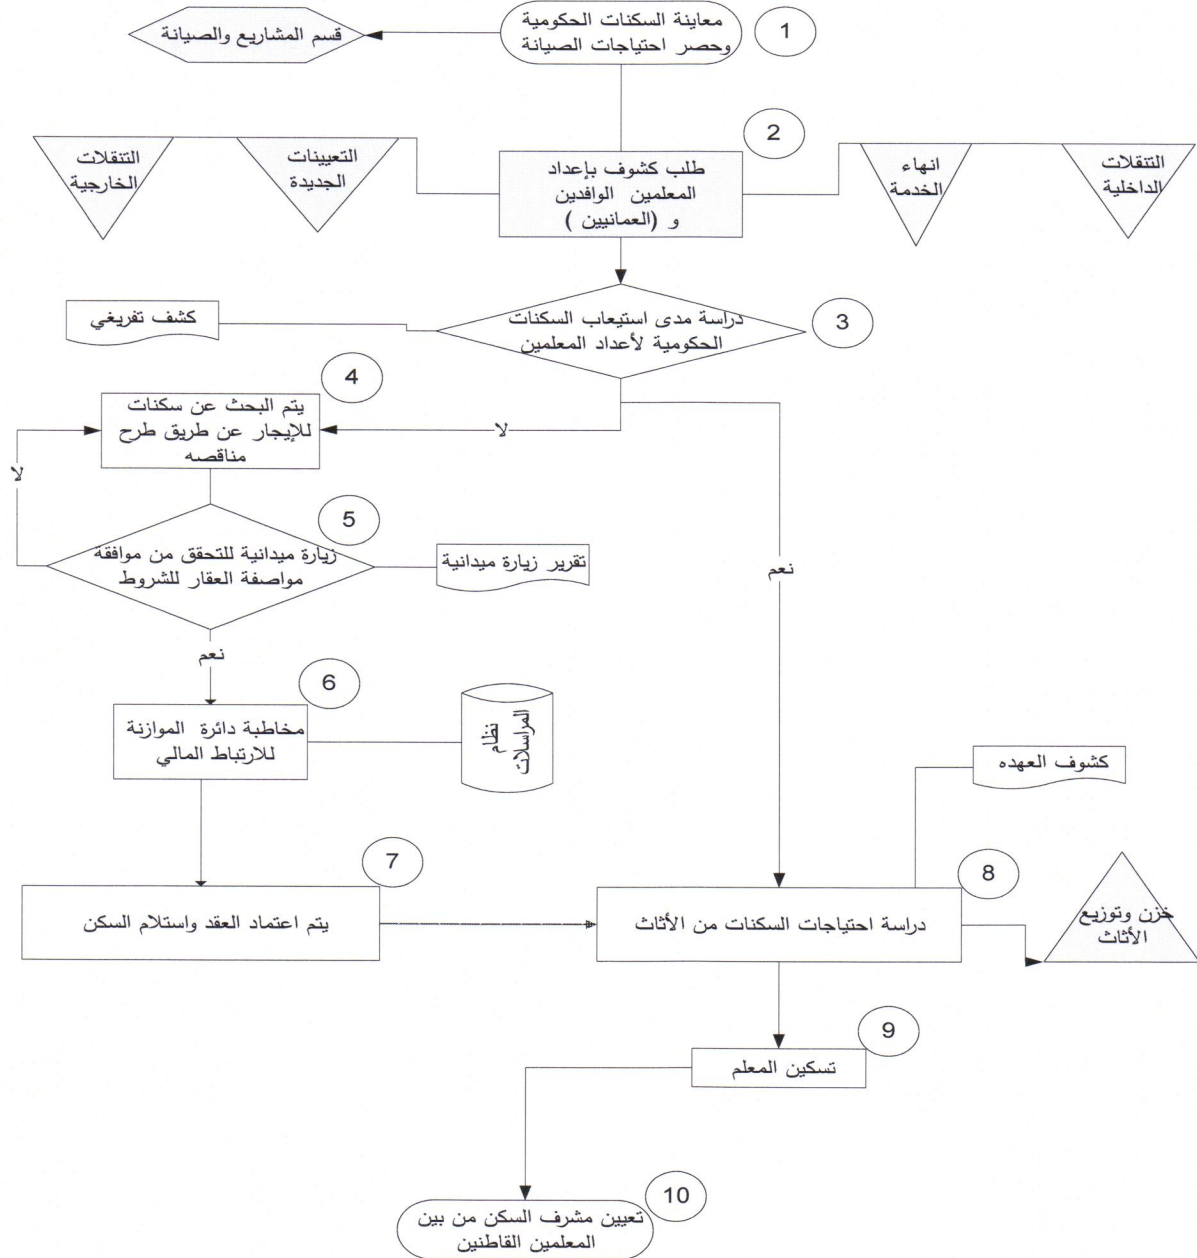 معاينة السكنات الحكومية
وحصر احتياجات الصيانة
1
قسم المشاريع والصيانة
2
طلب كشوف بإعداد
المعلمين الوافدين
و (العمانيين )
التنقلات
الداخلية
انهاء
الخدمة
التعيينات
الجديدة
التنقلات
الخارجية
3
دراسة مدى استيعاب السكنات
الحكومية لأعداد المعلمين
كشف تفريغي
4
يتم البحث عن سكنات
للإيجار عن طريق طرح
مناقصه
لا
لا
نعم
5
زيارة ميدانية للتحقق من موافقة
مواصفة العقار للشروط
تقرير زيارة ميدانية
نعم
6
مخاطبة دائرة الموازنة
للارتباط المالي
نظام
المراسلات
كشوف العهده
7
يتم اعتماد العقد واستلام السكن
8
دراسة احتياجات السكنات من الأثاث
خزن وتوزيع
الأثاث
9
تسكين المعلم
10
تعيين مشرف السكن من بين
المعلمين القاطنين